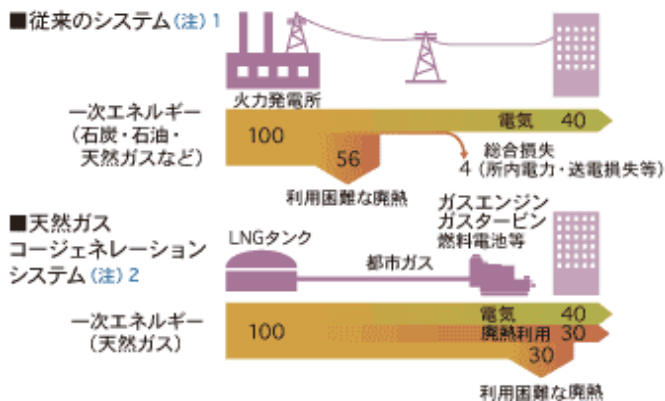 ■従来のシステム(注)1
火力発電所
一次エネルギー
(石炭・石油・
天然ガスなど)
100
電気 40
56
総合損失
4(所内電力・送電損失等)
利用困難な廃熱
■天然ガス
コージェネレーション
システム(注)2
LNGタンク
都市ガス
ガスエンジン
ガスタービン
燃料電池等
一次エネルギー
(天然ガス)
100
電気 40
廃熱利用 30
30
利用困難な廃熱